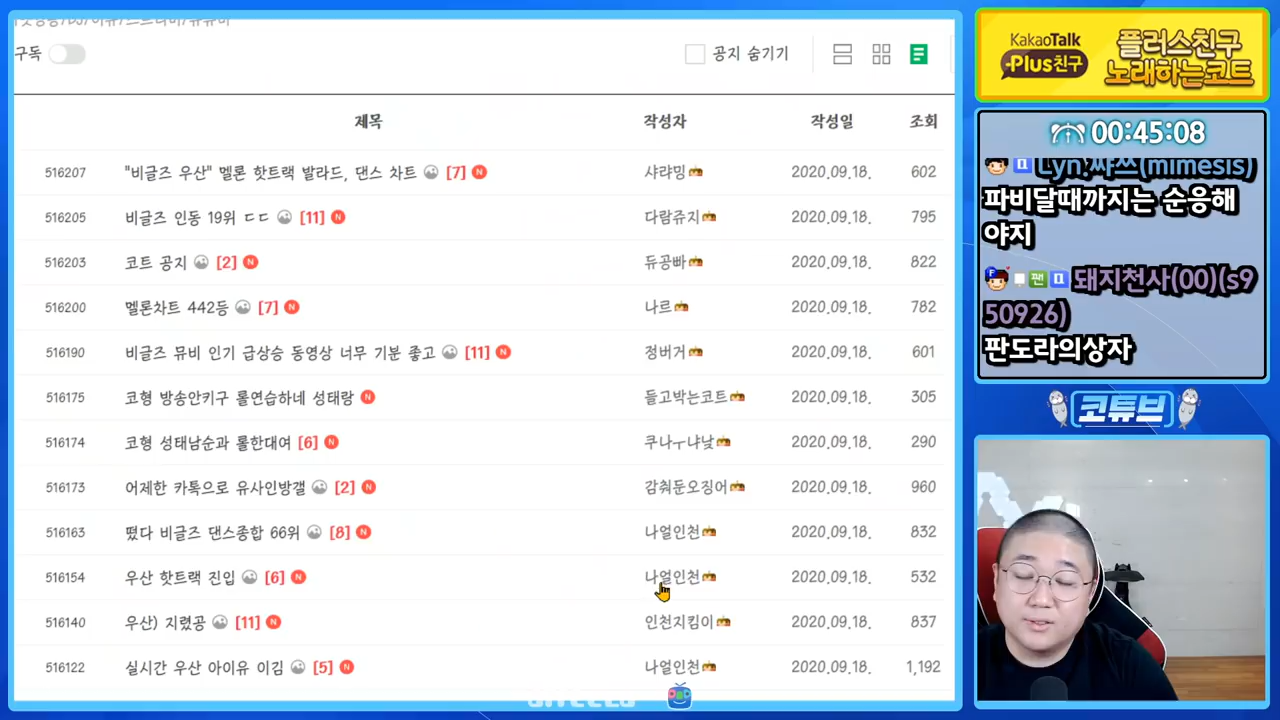 구독
공지 숨기기
제목 작성자 작성일 조회
516207 "비글즈 우산" 멜론 핫트랙 발라드, 댄스 차트 [7] N 샤랴밍 2020.09.18. 602
516205 비글즈 인동 19위 ㄷㄷ [11] N 다람쥬지 2020.09.18. 795
516203 코트 공지 [2] N 듀공빠 2020.09.18. 822
516200 멜론차트 442등 [7] N 나르 2020.09.18. 782
516190 비글즈 뮤비 인기 급상승 동영상 너무 기분 좋고 [11] N 정버거 2020.09.18. 601
516175 코형 방송안키구 롤연습하네 성태랑 N 들고박는코트 2020.09.18. 305
516174 코형 성태남순과 롤한대여 [6] N 쿠나ㅜ냐낮 2020.09.18. 290
516173 어제한 카톡으로 유사인방갤 [2] N 감춰둔오징어 2020.09.18. 960
516163 떴다 비글즈 댄스종합 66위 [8] N 나얼인천 2020.09.18. 832
516154 우산 핫트랙 진입 [6] N 나얼인천 2020.09.18. 532
516140 우산) 지렸공 [11] N 인천지킴이 2020.09.18. 837
516122 실시간 우산 아이유 이김 [5] N 나얼인천 2020.09.18. 1,192
KakaoTalk
Plus친구
플러스친구
노래하는코트
00:45:08
Lyn.쨔쯔(mimesis)
파비달때까지는 순응해
야지
F 팬 돼지천사(00)(s9
50926)
판도라의상자
코튜브